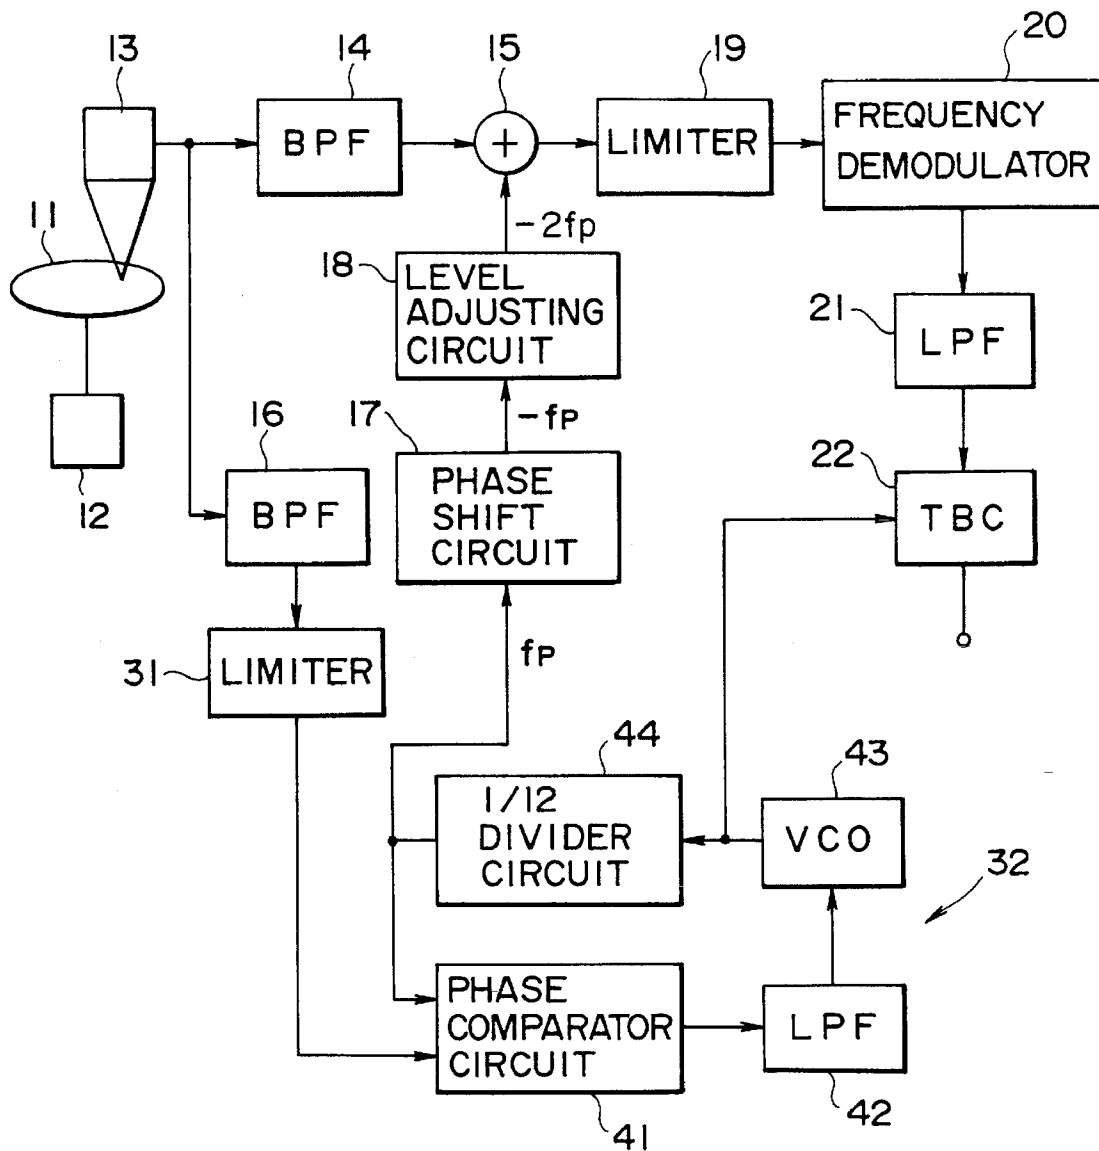 13
14
15
19
20
BPF
+
LIMITER
FREQUENCY
DEMODULATOR
11
-2fp
18
LEVEL
ADJUSTING
CIRCUIT
21
LPF
-fp
16
17
12
BPF
PHASE
SHIFT
CIRCUIT
22
TBC
31
LIMITER
fp
44
43
1/12
DIVIDER
CIRCUIT
VCO
32
PHASE
COMPARATOR
CIRCUIT
LPF
41
42